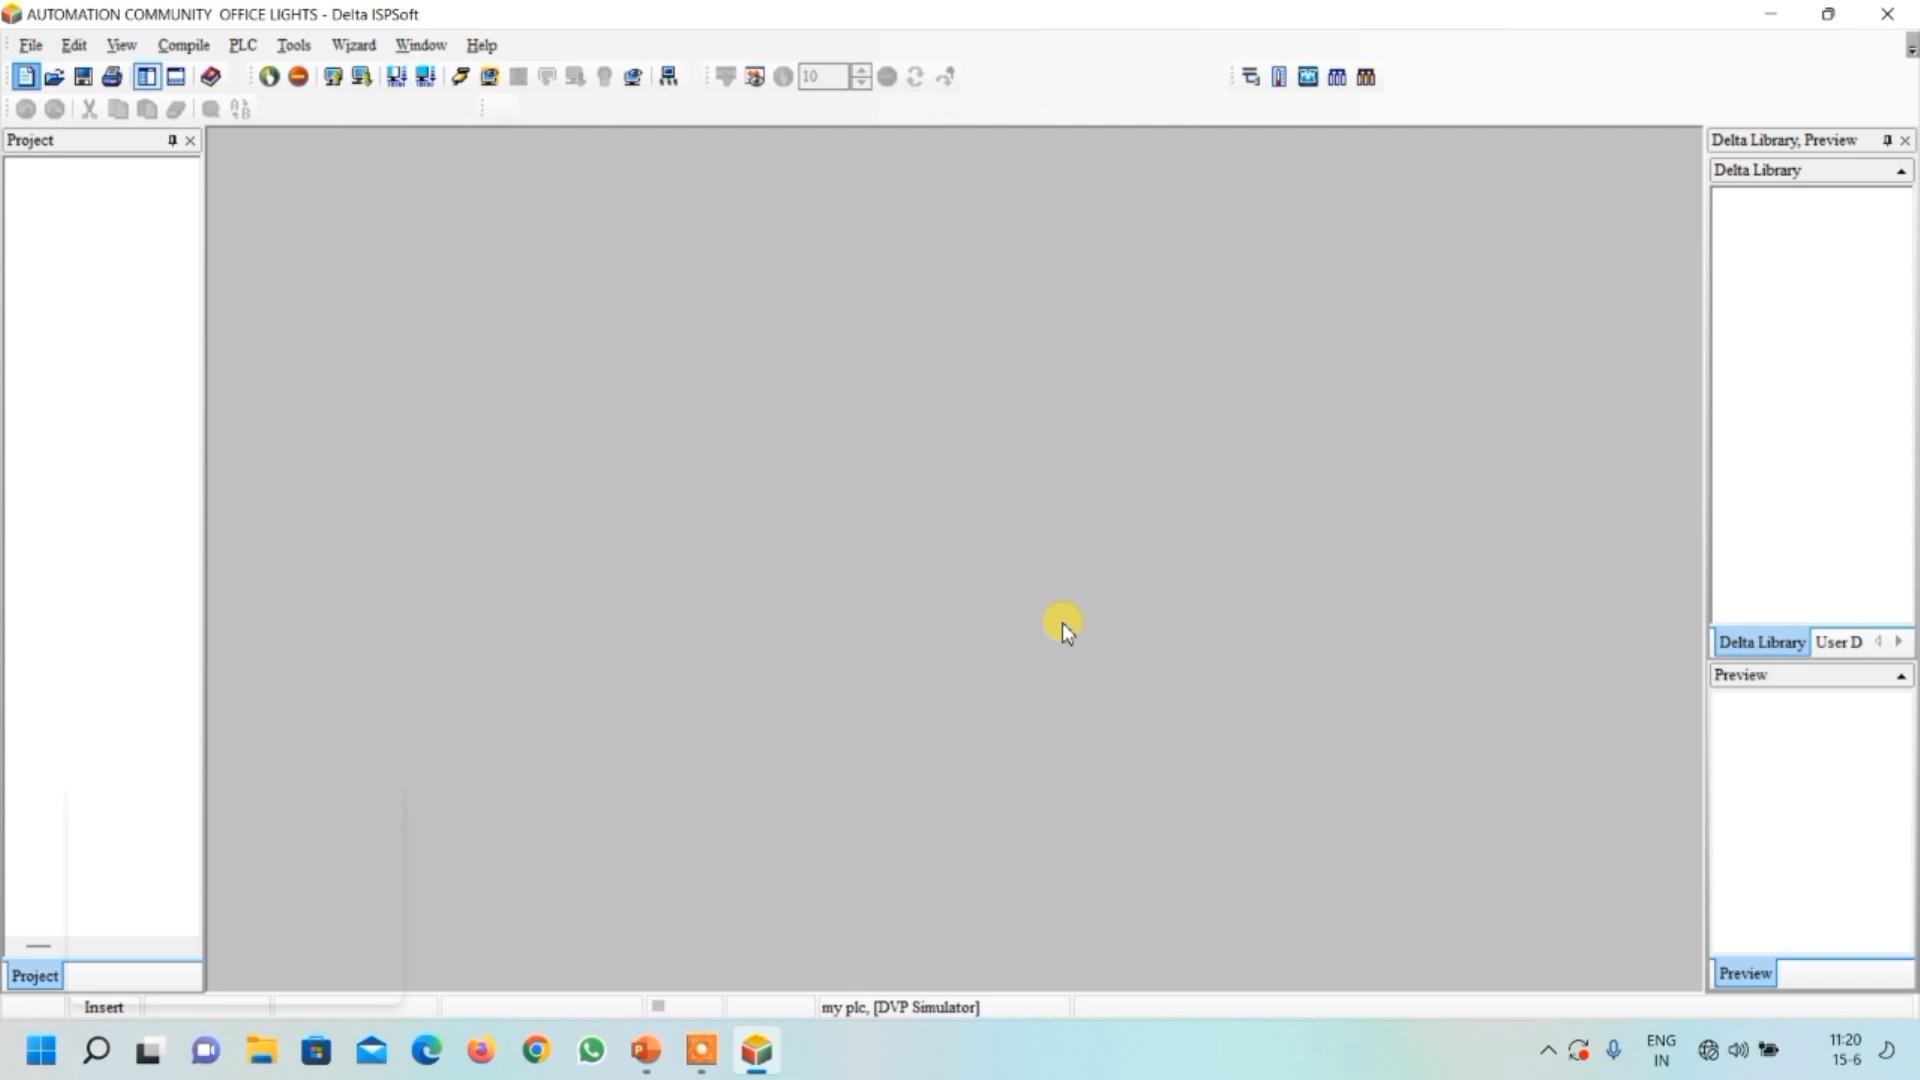 AUTOMATION COMMUNITY  OFFICE LIGHTS - Delta ISPSoft
File Edit View Compile PLC Tools Wizard Window Help
10
Project
Delta Library, Preview
Delta Library
Delta Library User D
Preview
Project
Preview
Insert
my plc, [DVP Simulator]
ENG
IN
11:20
15-6